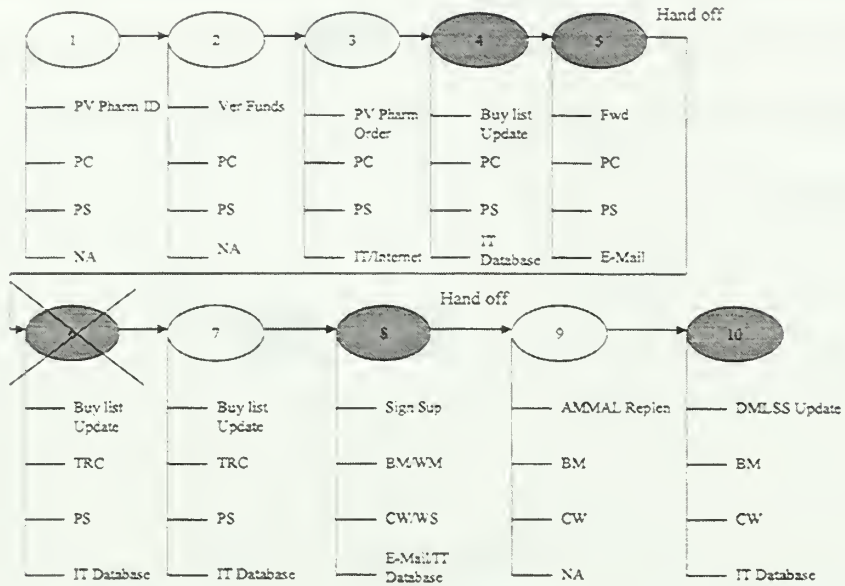 Hand off
1
2
3
4
5
PV Pharm ID
PC
PS
NA
Ver Funds
PC
PS
NA
PV Pharm
Order
PC
PS
IT/Internet
Buy list
Update
PC
PS
IT
Database
Fwd
PC
PS
E-Mail
Hand off
6
7
8
9
10
Buy list
Update
TRC
PS
IT Database
Buy list
Update
TRC
PS
IT Database
Sign Sup
BM/WM
CW/WS
E-Mail/IT
Database
AMMAL Replen
BM
CW
NA
DMLSS Update
BM
CW
IT Database